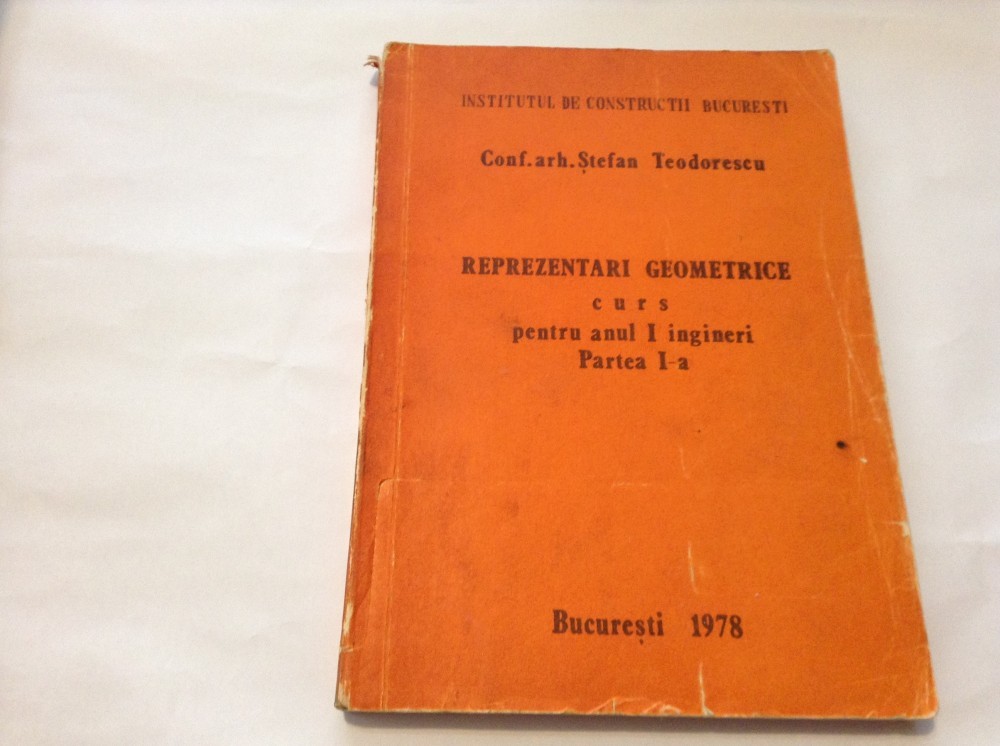 INSTITUTUL DE CONSTRUCTII BUCURESTI
Conf.arh.Ștefan Teodorescu
REPREZENTARI GEOMETRICE
curs
pentru anul I ingineri
Partea I-a
București 1978